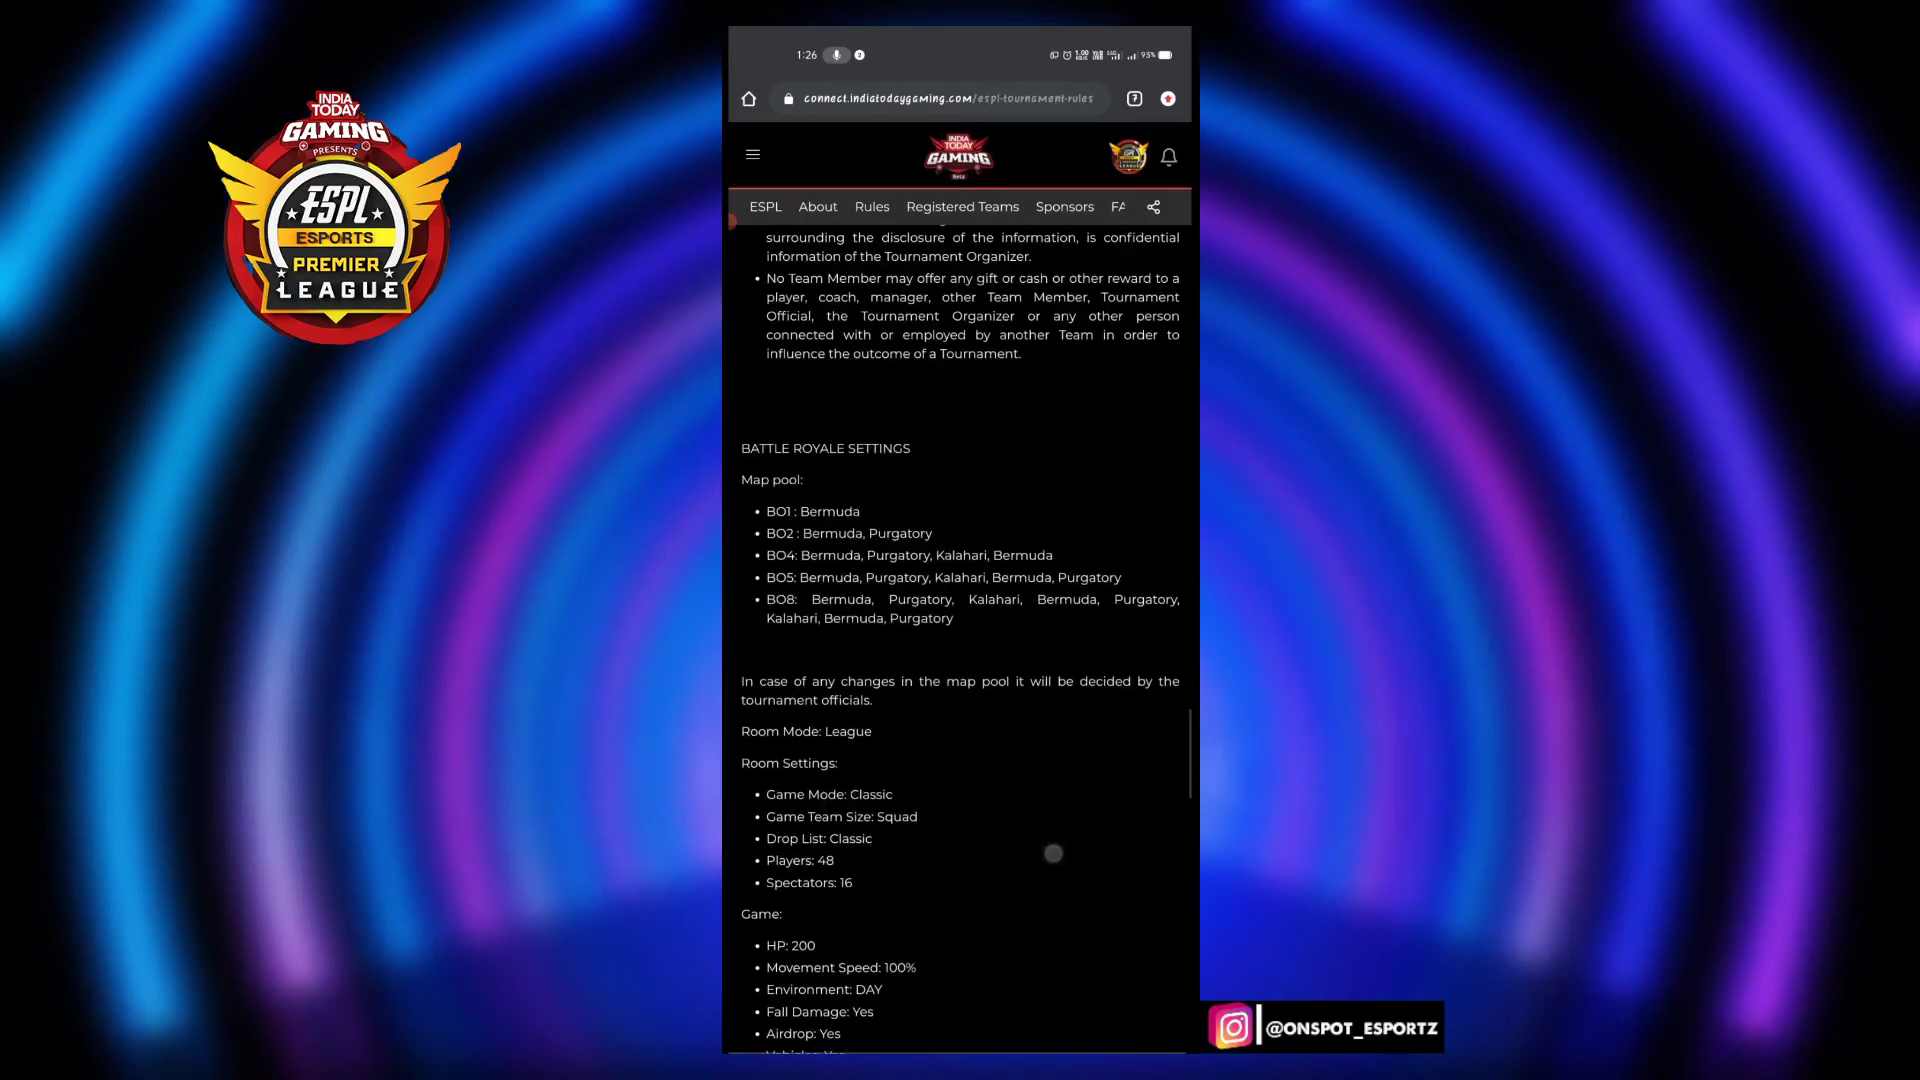 INDIA
TODAY
GAMING
PRESENTS
ESPL
ESPORTS
PREMIER
LEAGUE
1:26
93%
connect.indiatodaygaming.com/espl-tournament-rules
7
INDIA
TODAY
GAMING
Beta
ESPL About Rules Registered Teams Sponsors FA
surrounding the disclosure of the information, is confidential
information of the Tournament Organizer.
• No Team Member may offer any gift or cash or other reward to a
player, coach, manager, other Team Member, Tournament
Official, the Tournament Organizer or any other person
connected with or employed by another Team in order to
influence the outcome of a Tournament.
BATTLE ROYALE SETTINGS
Map pool:
• BO1 : Bermuda
• BO2 : Bermuda, Purgatory
• BO4: Bermuda, Purgatory, Kalahari, Bermuda
• BO5: Bermuda, Purgatory, Kalahari, Bermuda, Purgatory
• BO8: Bermuda, Purgatory, Kalahari, Bermuda, Purgatory,
Kalahari, Bermuda, Purgatory
In case of any changes in the map pool it will be decided by the
tournament officials.
Room Mode: League
Room Settings:
• Game Mode: Classic
• Game Team Size: Squad
• Drop List: Classic
• Players: 48
• Spectators: 16
Game:
• HP: 200
• Movement Speed: 100%
• Environment: DAY
• Fall Damage: Yes
• Airdrop: Yes
@ONSPOT_ESPORTZ